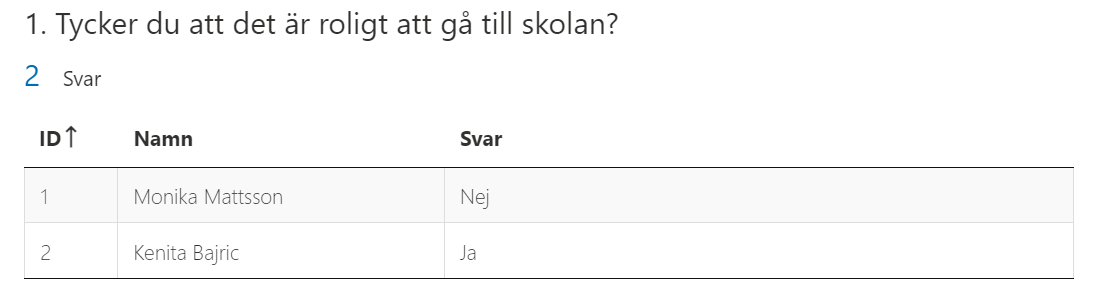 1. Tycker du att det är roligt att gå till skolan?
2 Svar
ID↑ Namn Svar
1 Monika Mattsson Nej
2 Kenita Bajric Ja